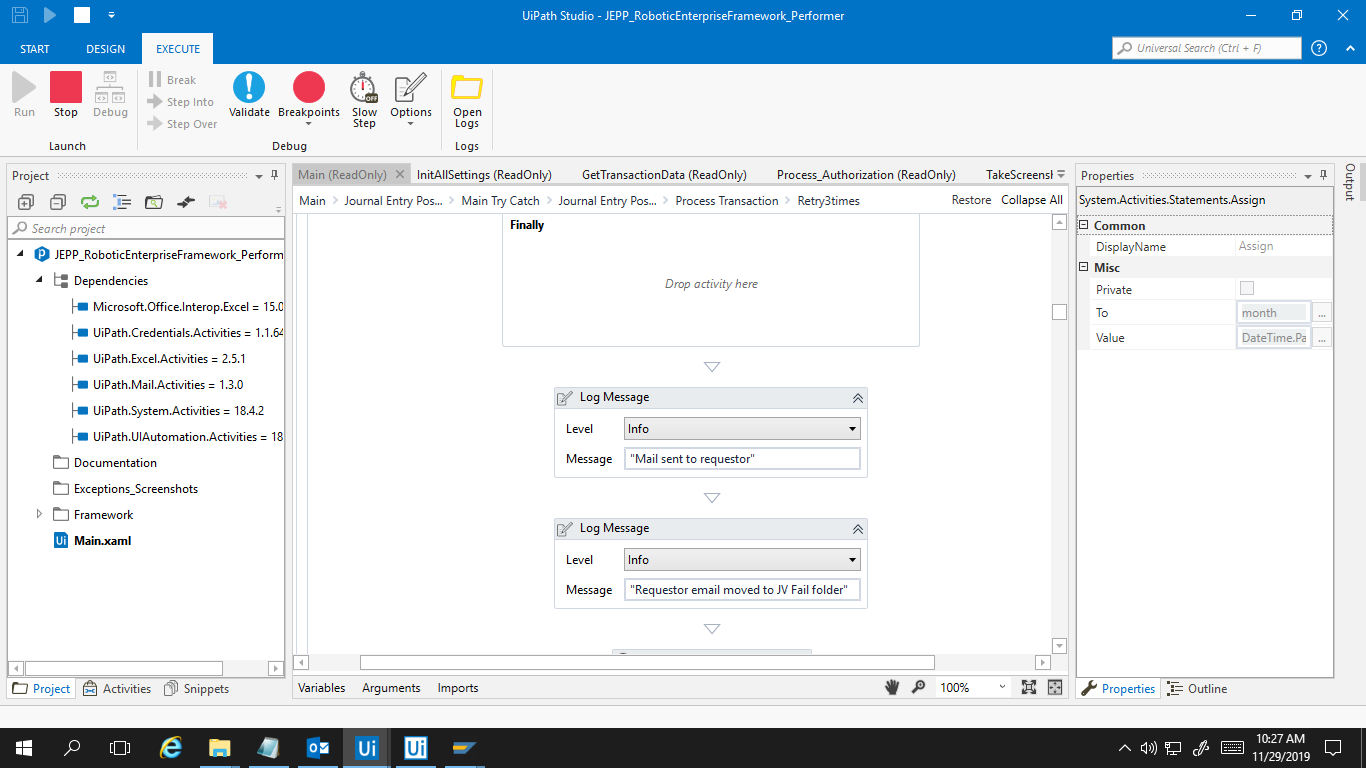 UiPath Studio - JEPP_RoboticEnterpriseFramework_Performer
START DESIGN EXECUTE
Universal Search (Ctrl + F)
Run Stop Debug
Break
Step Into
Step Over
Validate Breakpoints Slow Step Options Open Logs
Launch Debug Logs
Project
Search project
JEPP_RoboticEnterpriseFramework_Perform
Dependencies
Microsoft.Office.Interop.Excel = 15.0
UiPath.Credentials.Activities = 1.1.64
UiPath.Excel.Activities = 2.5.1
UiPath.Mail.Activities = 1.3.0
UiPath.System.Activities = 18.4.2
UiPath.UIAutomation.Activities = 18
Documentation
Exceptions_Screenshots
Framework
Ui Main.xaml
Project Activities Snippets
Main (ReadOnly) InitAllSettings (ReadOnly) GetTransactionData (ReadOnly) Process_Authorization (ReadOnly) TakeScreensh
Main Journal Entry Pos... Main Try Catch Journal Entry Pos... Process Transaction Retry3times Restore Collapse All
Finally
Drop activity here
Log Message
Level Info
Message "Mail sent to requestor"
Log Message
Level Info
Message "Requestor email moved to JV Fail folder"
Variables Arguments Imports 100%
Properties
System.Activities.Statements.Assign
Common
DisplayName Assign
Misc
Private
To month ...
Value DateTime.Pa ...
Properties Outline
Output
Ui Ui
10:27 AM
11/29/2019